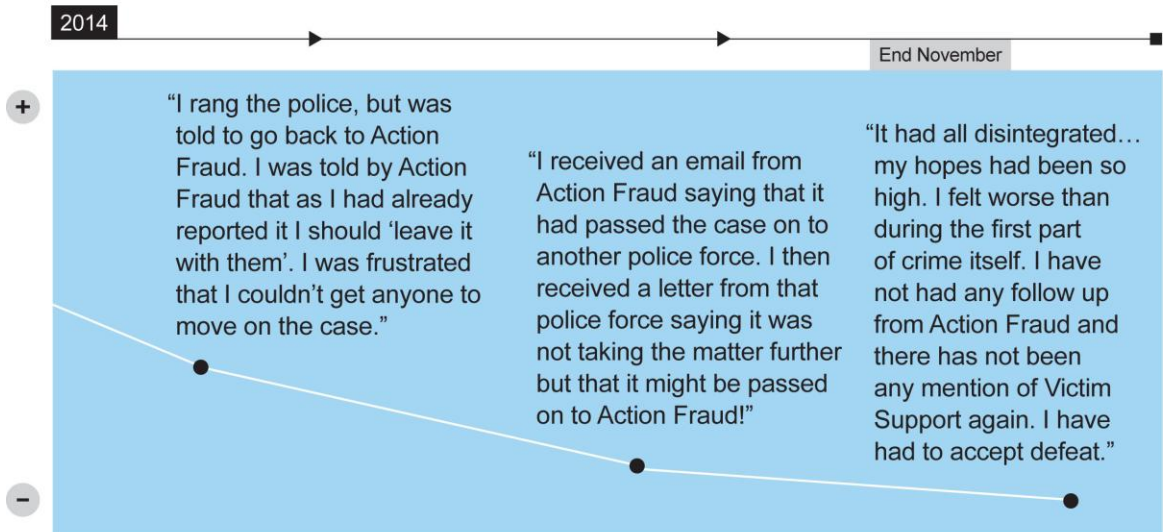 2014
End November
+
“I rang the police, but was
told to go back to Action
Fraud. I was told by Action
Fraud that as I had already
reported it I should ‘leave it
with them’. I was frustrated
that I couldn’t get anyone to
move on the case.”
“I received an email from
Action Fraud saying that it
had passed the case on to
another police force. I then
received a letter from that
police force saying it was
not taking the matter further
but that it might be passed
on to Action Fraud!”
“It had all disintegrated…
my hopes had been so
high. I felt worse than
during the first part
of crime itself. I have
not had any follow up
from Action Fraud and
there has not been
any mention of Victim
Support again. I have
had to accept defeat.”
−